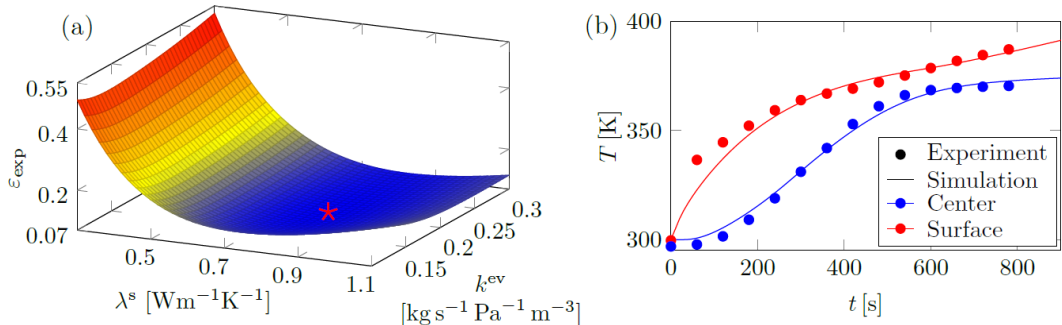 (a)
0.55
0.4
0.2
0.07
ε_exp
0.5
0.7
0.9
1.1
λ^s [Wm^−1K^−1]
0.15
0.2
0.25
0.3
k^ev
[kg s^−1 Pa^−1 m^−3]
(b)
400
350
300
T [K]
0
200
400
600
800
t [s]
Experiment
Simulation
Center
Surface